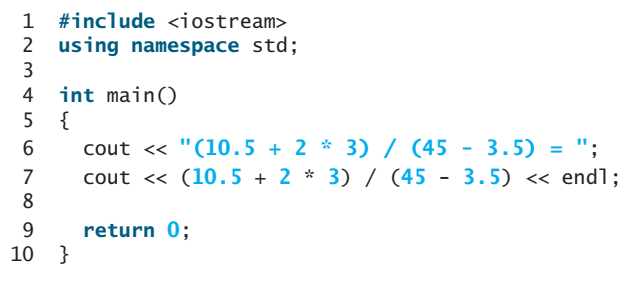 1 #include <iostream>
2 using namespace std;
3
4 int main()
5 {
6 cout << "(10.5 + 2 * 3) / (45 - 3.5) = ";
7 cout << (10.5 + 2 * 3) / (45 - 3.5) << endl;
8
9 return 0;
10 }